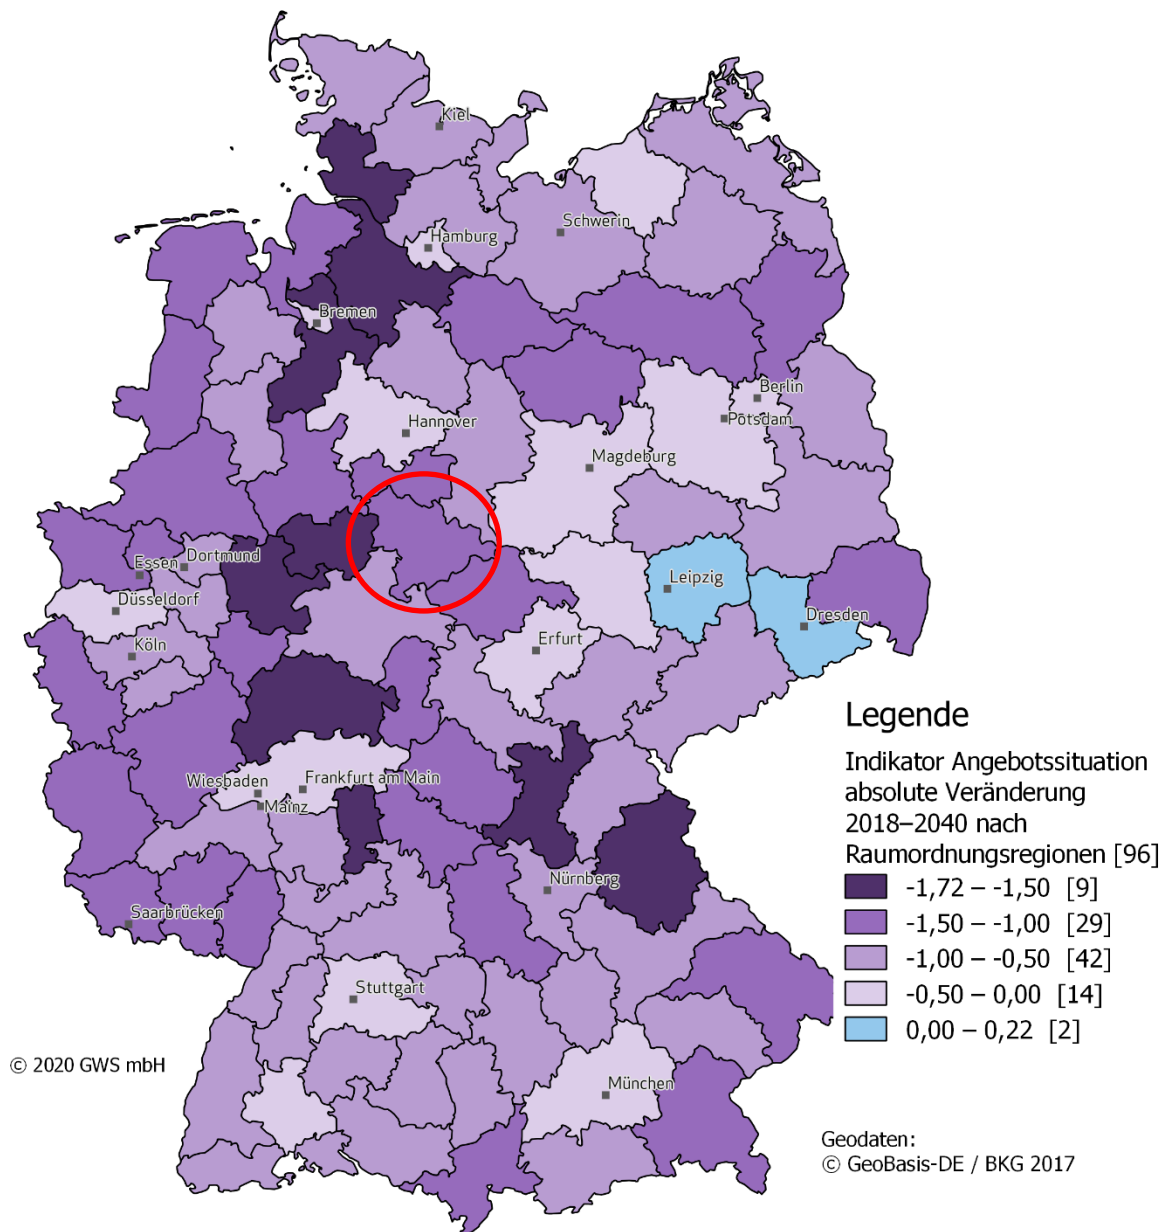 Kiel
Schwerin
Hamburg
Bremen
Berlin
Potsdam
Hannover
Magdeburg
Dortmund
Essen
Leipzig
Düsseldorf
Dresden
Köln
Erfurt
Wiesbaden
Frankfurt am Main
Mainz
Nürnberg
Saarbrücken
Stuttgart
München
Legende
Indikator Angebotssituation
absolute Veränderung
2018–2040 nach
Raumordnungsregionen [96]
-1,72 – -1,50 [9]
-1,50 – -1,00 [29]
-1,00 – -0,50 [42]
-0,50 – 0,00 [14]
0,00 – 0,22 [2]
© 2020 GWS mbH
Geodaten:
© GeoBasis-DE / BKG 2017